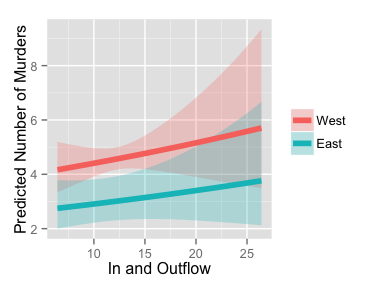 Predicted Number of Murders
8
6
4
2
10 15 20 25
In and Outflow
West
East